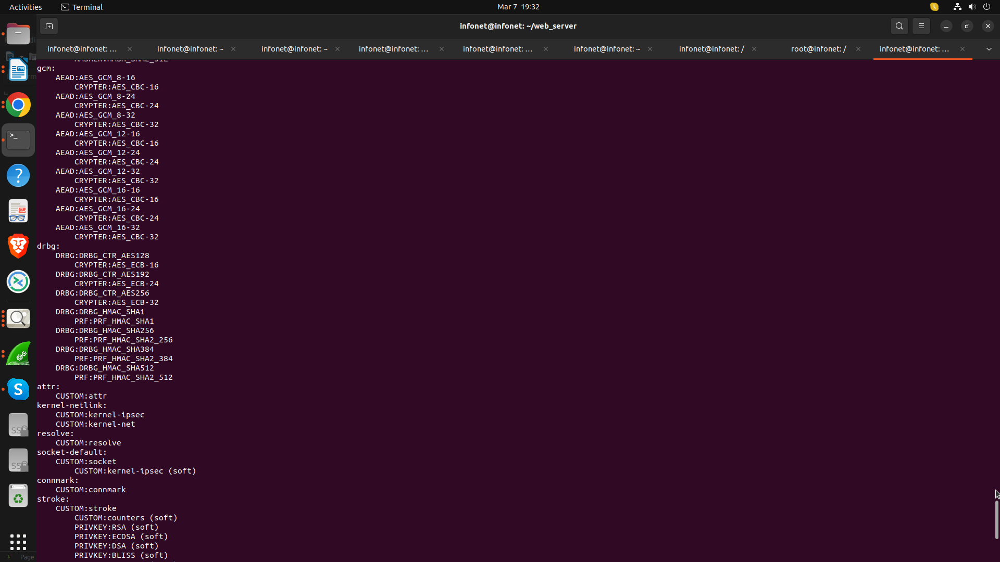 Activities
Terminal
Mar 7 19:32
infonet@infonet: ~/web_server
infonet@infonet: ...
infonet@infonet: ~
infonet@infonet: ~
infonet@infonet: ...
infonet@infonet: ...
infonet@infonet: ~
infonet@infonet: /
root@infonet: /
infonet@infonet: ...
gcm:
AEAD:AES_GCM_8-16
CRYPTER:AES_CBC-16
AEAD:AES_GCM_8-24
CRYPTER:AES_CBC-24
AEAD:AES_GCM_8-32
CRYPTER:AES_CBC-32
AEAD:AES_GCM_12-16
CRYPTER:AES_CBC-16
AEAD:AES_GCM_12-24
CRYPTER:AES_CBC-24
AEAD:AES_GCM_12-32
CRYPTER:AES_CBC-32
AEAD:AES_GCM_16-16
CRYPTER:AES_CBC-16
AEAD:AES_GCM_16-24
CRYPTER:AES_CBC-24
AEAD:AES_GCM_16-32
CRYPTER:AES_CBC-32
drbg:
DRBG:DRBG_CTR_AES128
CRYPTER:AES_ECB-16
DRBG:DRBG_CTR_AES192
CRYPTER:AES_ECB-24
DRBG:DRBG_CTR_AES256
CRYPTER:AES_ECB-32
DRBG:DRBG_HMAC_SHA1
PRF:PRF_HMAC_SHA1
DRBG:DRBG_HMAC_SHA256
PRF:PRF_HMAC_SHA2_256
DRBG:DRBG_HMAC_SHA384
PRF:PRF_HMAC_SHA2_384
DRBG:DRBG_HMAC_SHA512
PRF:PRF_HMAC_SHA2_512
attr:
CUSTOM:attr
kernel-netlink:
CUSTOM:kernel-ipsec
CUSTOM:kernel-net
resolve:
CUSTOM:resolve
socket-default:
CUSTOM:socket
CUSTOM:kernel-ipsec (soft)
connmark:
CUSTOM:connmark
stroke:
CUSTOM:stroke
CUSTOM:counters (soft)
PRIVKEY:RSA (soft)
PRIVKEY:ECDSA (soft)
PRIVKEY:DSA (soft)
PRIVKEY:BLISS (soft)
Page